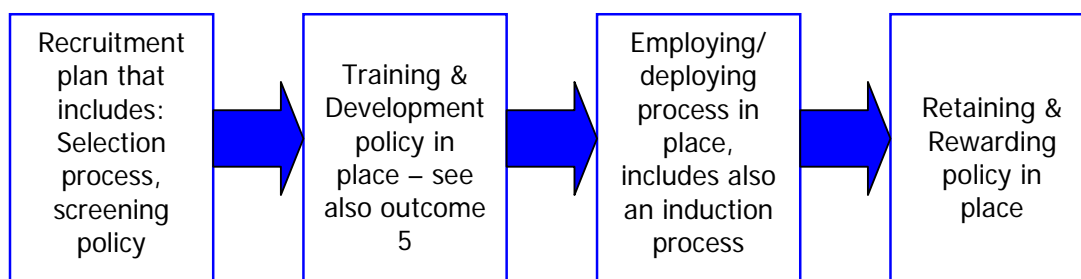 Recruitment
plan that
includes:
Selection
process,
screening
policy
Training &
Development
policy in
place – see
also outcome
5
Employing/
deploying
process in
place,
includes also
an induction
process
Retaining &
Rewarding
policy in
place